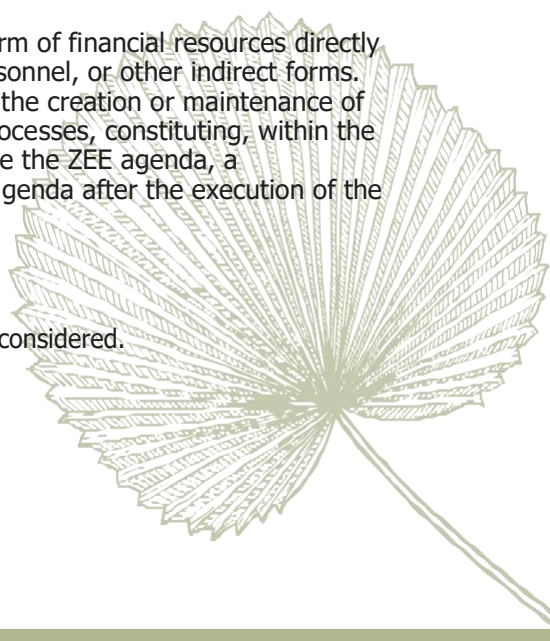 rm of financial resources directly
sonnel, or other indirect forms.
the creation or maintenance of
rocesses, constituting, within the
e the ZEE agenda, a
genda after the execution of the
considered.